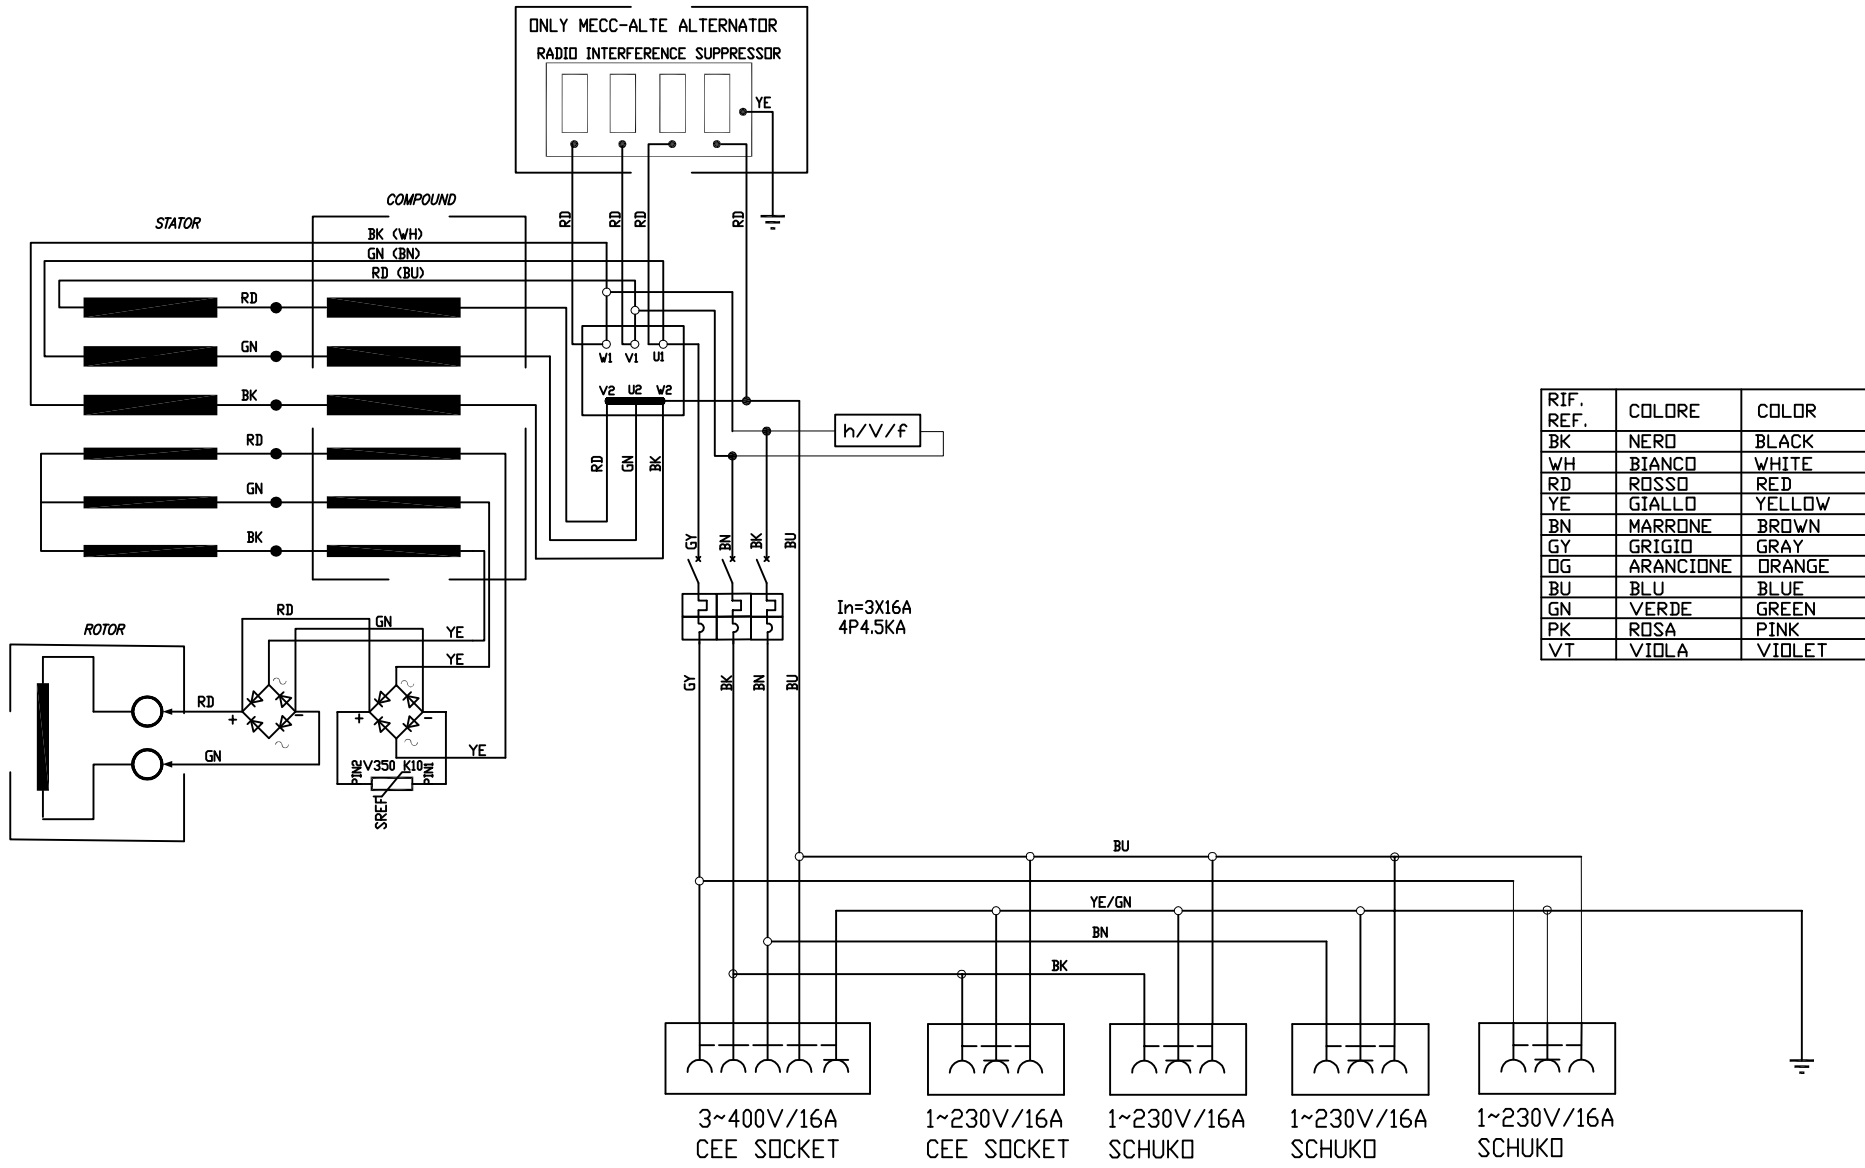 ONLY MECC-ALTE ALTERNATOR
RADIO INTERFERENCE SUPPRESSOR
YE
RD RD RD RD
COMPOUND
STATOR
BK (WH)
GN (BN)
RD (BU)
RD
GN
BK
RD
GN
BK
W1 V1 U1
V2 U2 W2
RD GN BK
h/V/f
GY BN BK BU
In=3X16A
4P4.5KA
GY BK BN BU
ROTOR
RD
GN
YE
YE
RD
GN
+ -
+ -
YE
PIN2 V350 K10 PIN1
SREF
RIF. REF. COLORE COLOR
BK NERO BLACK
WH BIANCO WHITE
RD ROSSO RED
YE GIALLO YELLOW
BN MARRONE BROWN
GY GRIGIO GRAY
OG ARANCIONE ORANGE
BU BLU BLUE
GN VERDE GREEN
PK ROSA PINK
VT VIOLA VIOLET
BU
YE/GN
BN
BK
3~400V/16A
CEE SOCKET
1~230V/16A
CEE SOCKET
1~230V/16A
SCHUKO
1~230V/16A
SCHUKO
1~230V/16A
SCHUKO